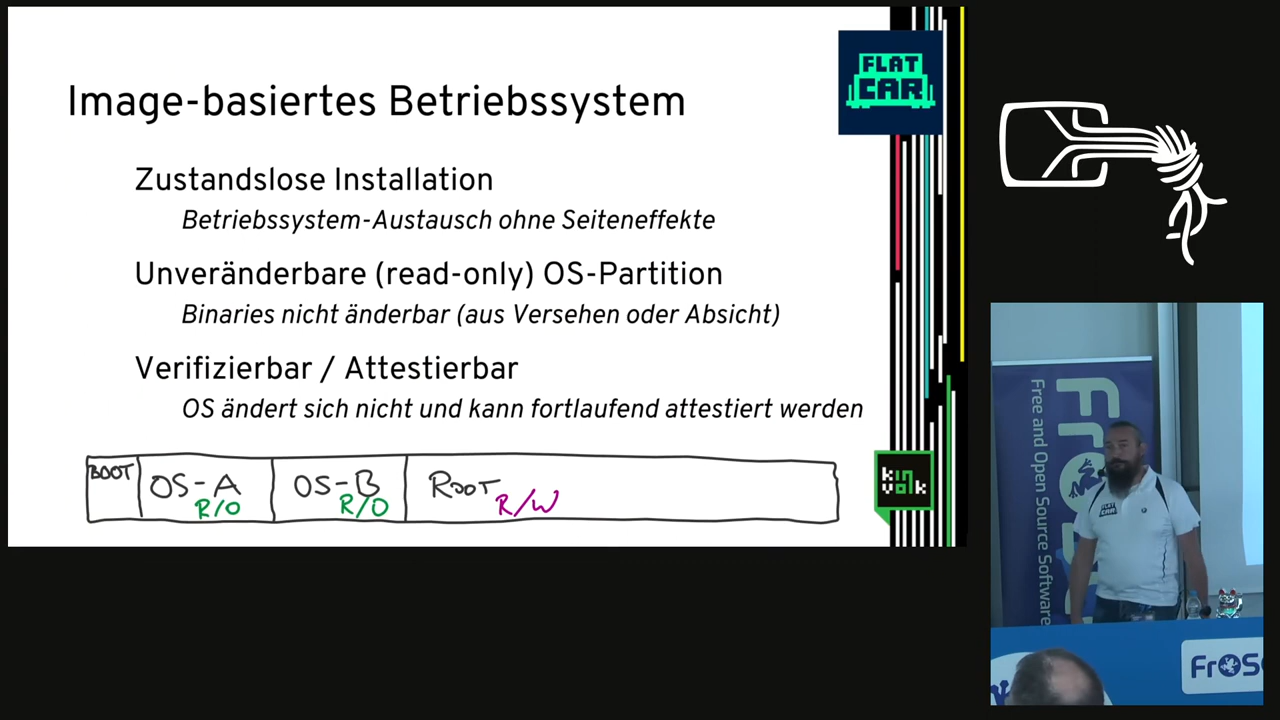 Image-basiertes Betriebssystem
FLAT
CAR
Zustandslose Installation
Betriebssystem-Austausch ohne Seiteneffekte
Unveränderbare (read-only) OS-Partition
Binaries nicht änderbar (aus Versehen oder Absicht)
Verifizierbar / Attestierbar
OS ändert sich nicht und kann fortlaufend attestiert werden
BOOT
OS-A
R/O
OS-B
R/O
ROOT
R/W
kin
volk
Free and Open Source Software
FLAT
CAR
FrOS